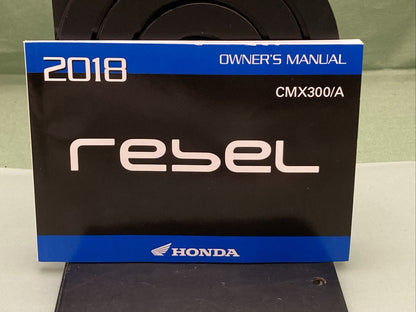 2018
OWNER'S MANUAL
CMX300/A
rebel
HONDA